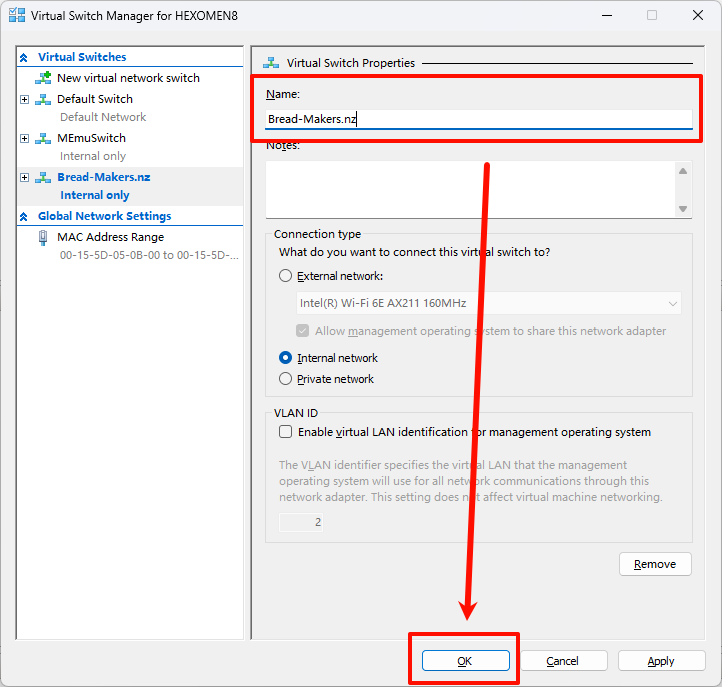 Virtual Switch Manager for HEXOMEN8
Virtual Switches
New virtual network switch
Default Switch
Default Network
MEmuSwitch
Internal only
Bread-Makers.nz
Internal only
Global Network Settings
MAC Address Range
00-15-5D-05-0B-00 to 00-15-5D-...
Virtual Switch Properties
Name:
Bread-Makers.nz
Notes:
Connection type
What do you want to connect this virtual switch to?
External network:
Intel(R) Wi-Fi 6E AX211 160MHz
Allow management operating system to share this network adapter
Internal network
Private network
VLAN ID
Enable virtual LAN identification for management operating system
The VLAN identifier specifies the virtual LAN that the management
operating system will use for all network communications through this
network adapter. This setting does not affect virtual machine networking.
2
Remove
OK
Cancel
Apply